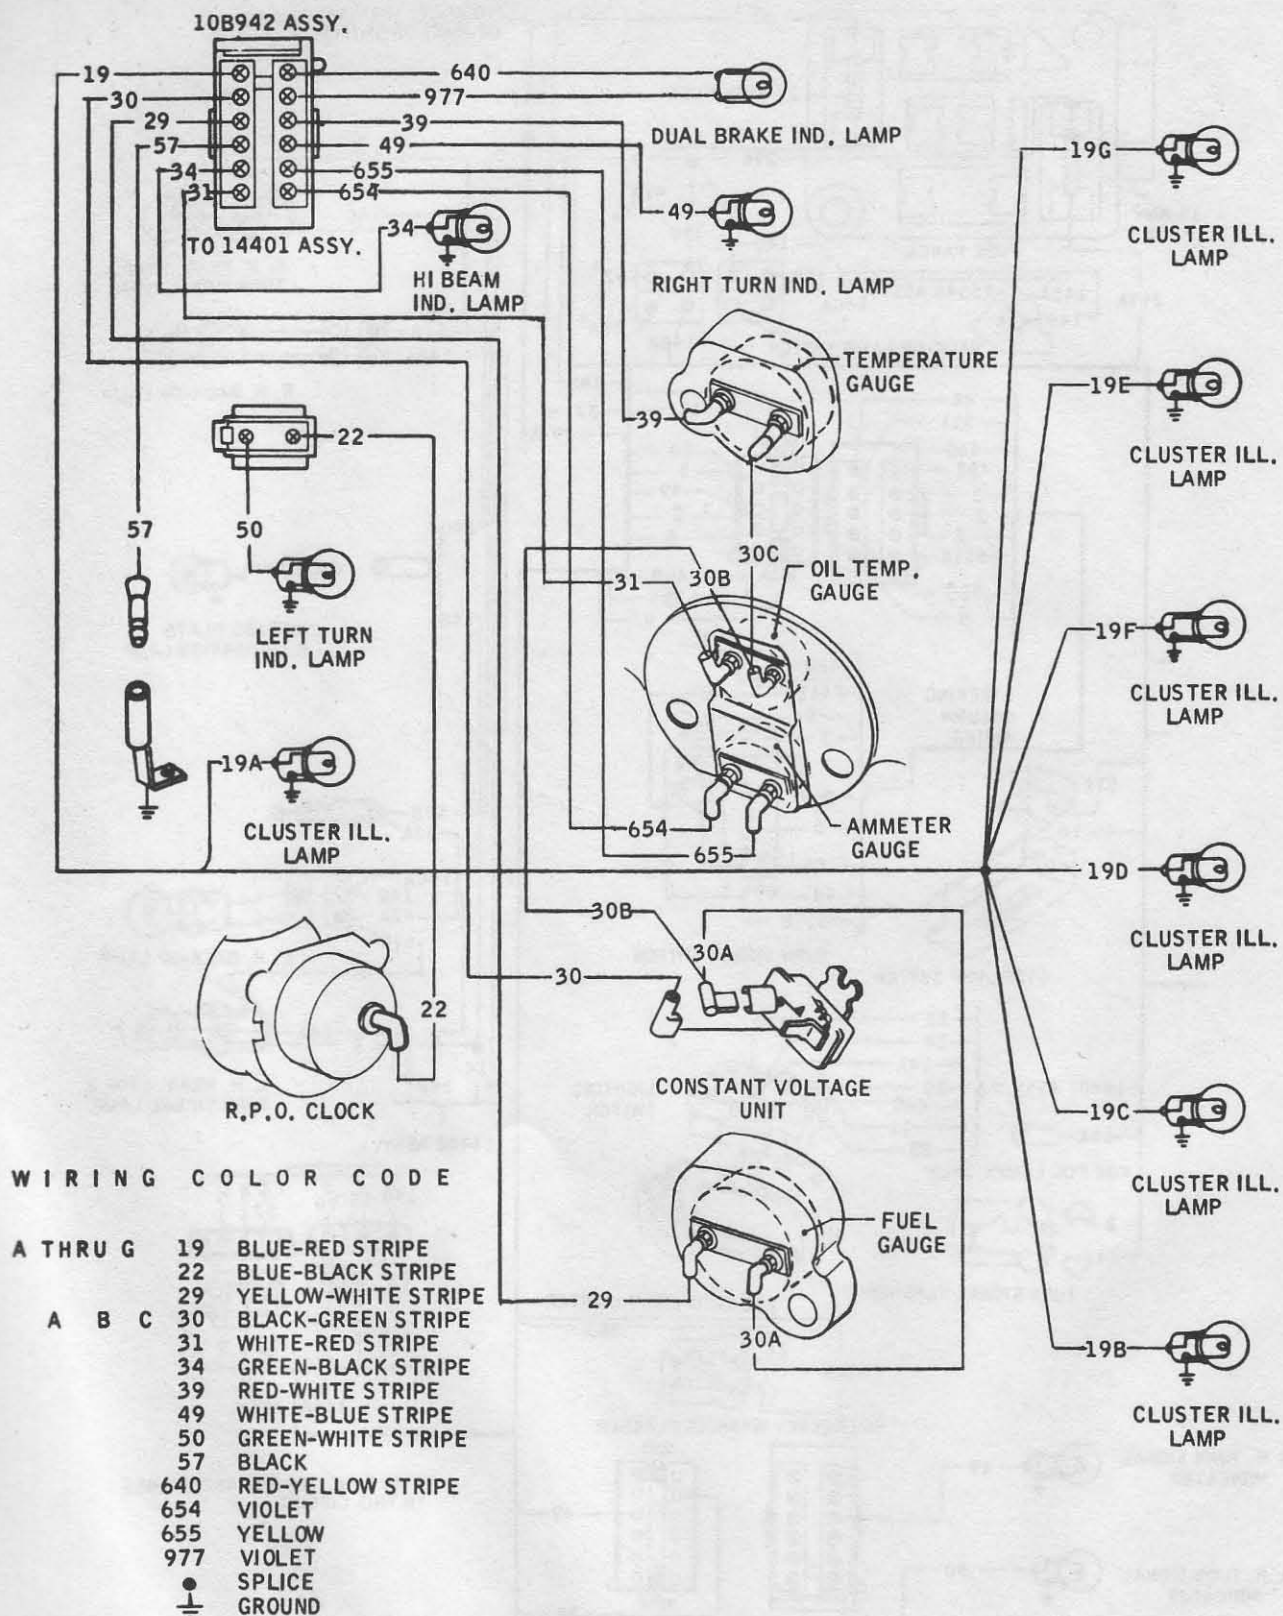 10B942 ASSY.
19
640
30
977
29
39
57
49
34
655
31
654
TO 14401 ASSY.
DUAL BRAKE IND. LAMP
34
HI BEAM
IND. LAMP
49
RIGHT TURN IND. LAMP
19G
CLUSTER ILL.
LAMP
TEMPERATURE
GAUGE
39
19E
CLUSTER ILL.
LAMP
22
57
50
LEFT TURN
IND. LAMP
30C
31
30B
OIL TEMP.
GAUGE
19F
CLUSTER ILL.
LAMP
19A
CLUSTER ILL.
LAMP
654
655
AMMETER
GAUGE
19D
CLUSTER ILL.
LAMP
30B
30A
30
22
R.P.O. CLOCK
CONSTANT VOLTAGE
UNIT
19C
CLUSTER ILL.
LAMP
FUEL
GAUGE
29
30A
19B
CLUSTER ILL.
LAMP
WIRING COLOR CODE
A THRU G 19 BLUE-RED STRIPE
22 BLUE-BLACK STRIPE
29 YELLOW-WHITE STRIPE
A B C 30 BLACK-GREEN STRIPE
31 WHITE-RED STRIPE
34 GREEN-BLACK STRIPE
39 RED-WHITE STRIPE
49 WHITE-BLUE STRIPE
50 GREEN-WHITE STRIPE
57 BLACK
640 RED-YELLOW STRIPE
654 VIOLET
655 YELLOW
977 VIOLET
SPLICE
GROUND